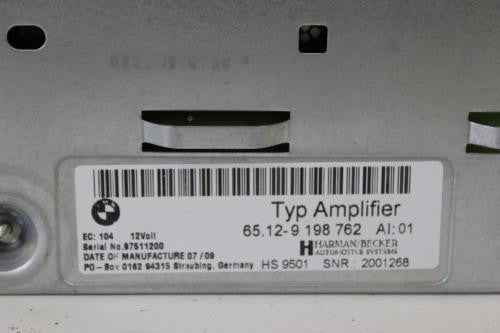 BMW
Typ Amplifier
EC: 104 12Volt
65.12-9 198 762 AI: 01
Serial No.97511200
HARMAN/BECKER
DATE OF MANUFACTURE 07/09
AUTOMOTIVE SYSTEMS
PO-Box 0162 94315 Straubing, Germany
HS 9501 SNR.: 2001268